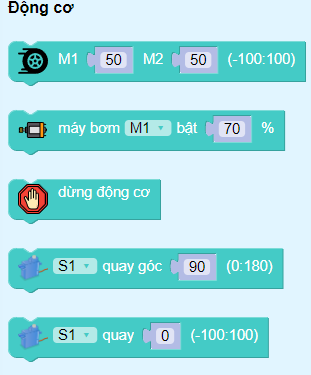 Động cơ
M1 50 M2 50 (-100:100)
máy bơm M1 bật 70 %
dừng động cơ
S1 quay góc 90 (0:180)
S1 quay 0 (-100:100)